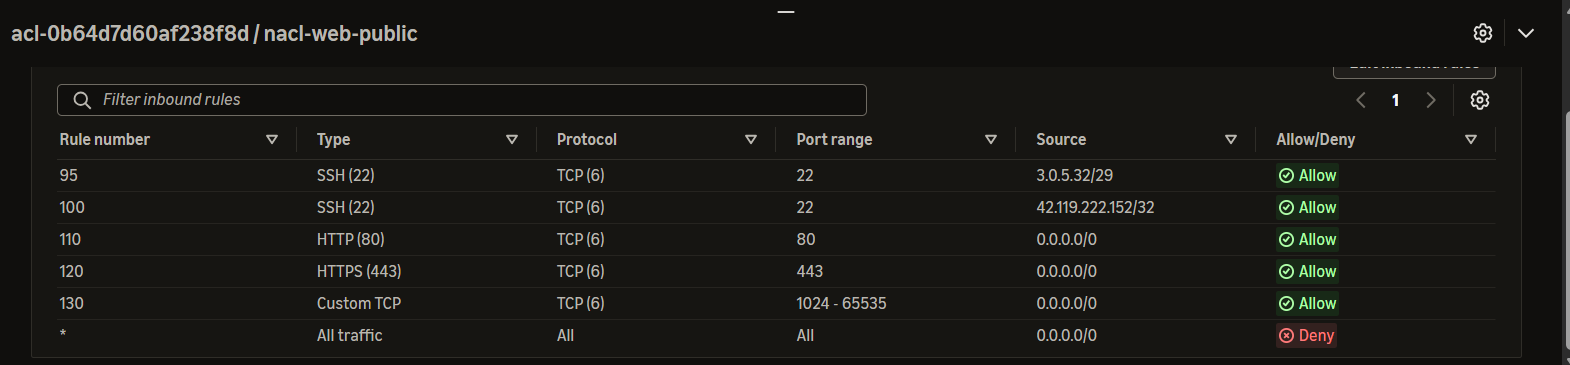 acl-0b64d7d60af238f8d / nacl-web-public
Filter inbound rules
1
Rule number Type Protocol Port range Source Allow/Deny
95 SSH (22) TCP (6) 22 3.0.5.32/29 Allow
100 SSH (22) TCP (6) 22 42.119.222.152/32 Allow
110 HTTP (80) TCP (6) 80 0.0.0.0/0 Allow
120 HTTPS (443) TCP (6) 443 0.0.0.0/0 Allow
130 Custom TCP TCP (6) 1024 - 65535 0.0.0.0/0 Allow
* All traffic All All 0.0.0.0/0 Deny